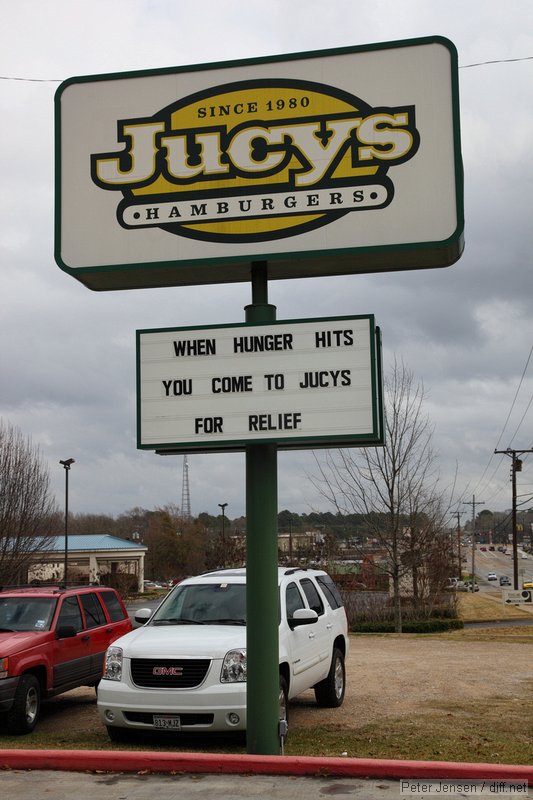 SINCE 1980
Jucys
• HAMBURGERS •
WHEN HUNGER HITS
YOU COME TO JUCYS
FOR RELIEF
GMC
Peter Jensen / diff.net